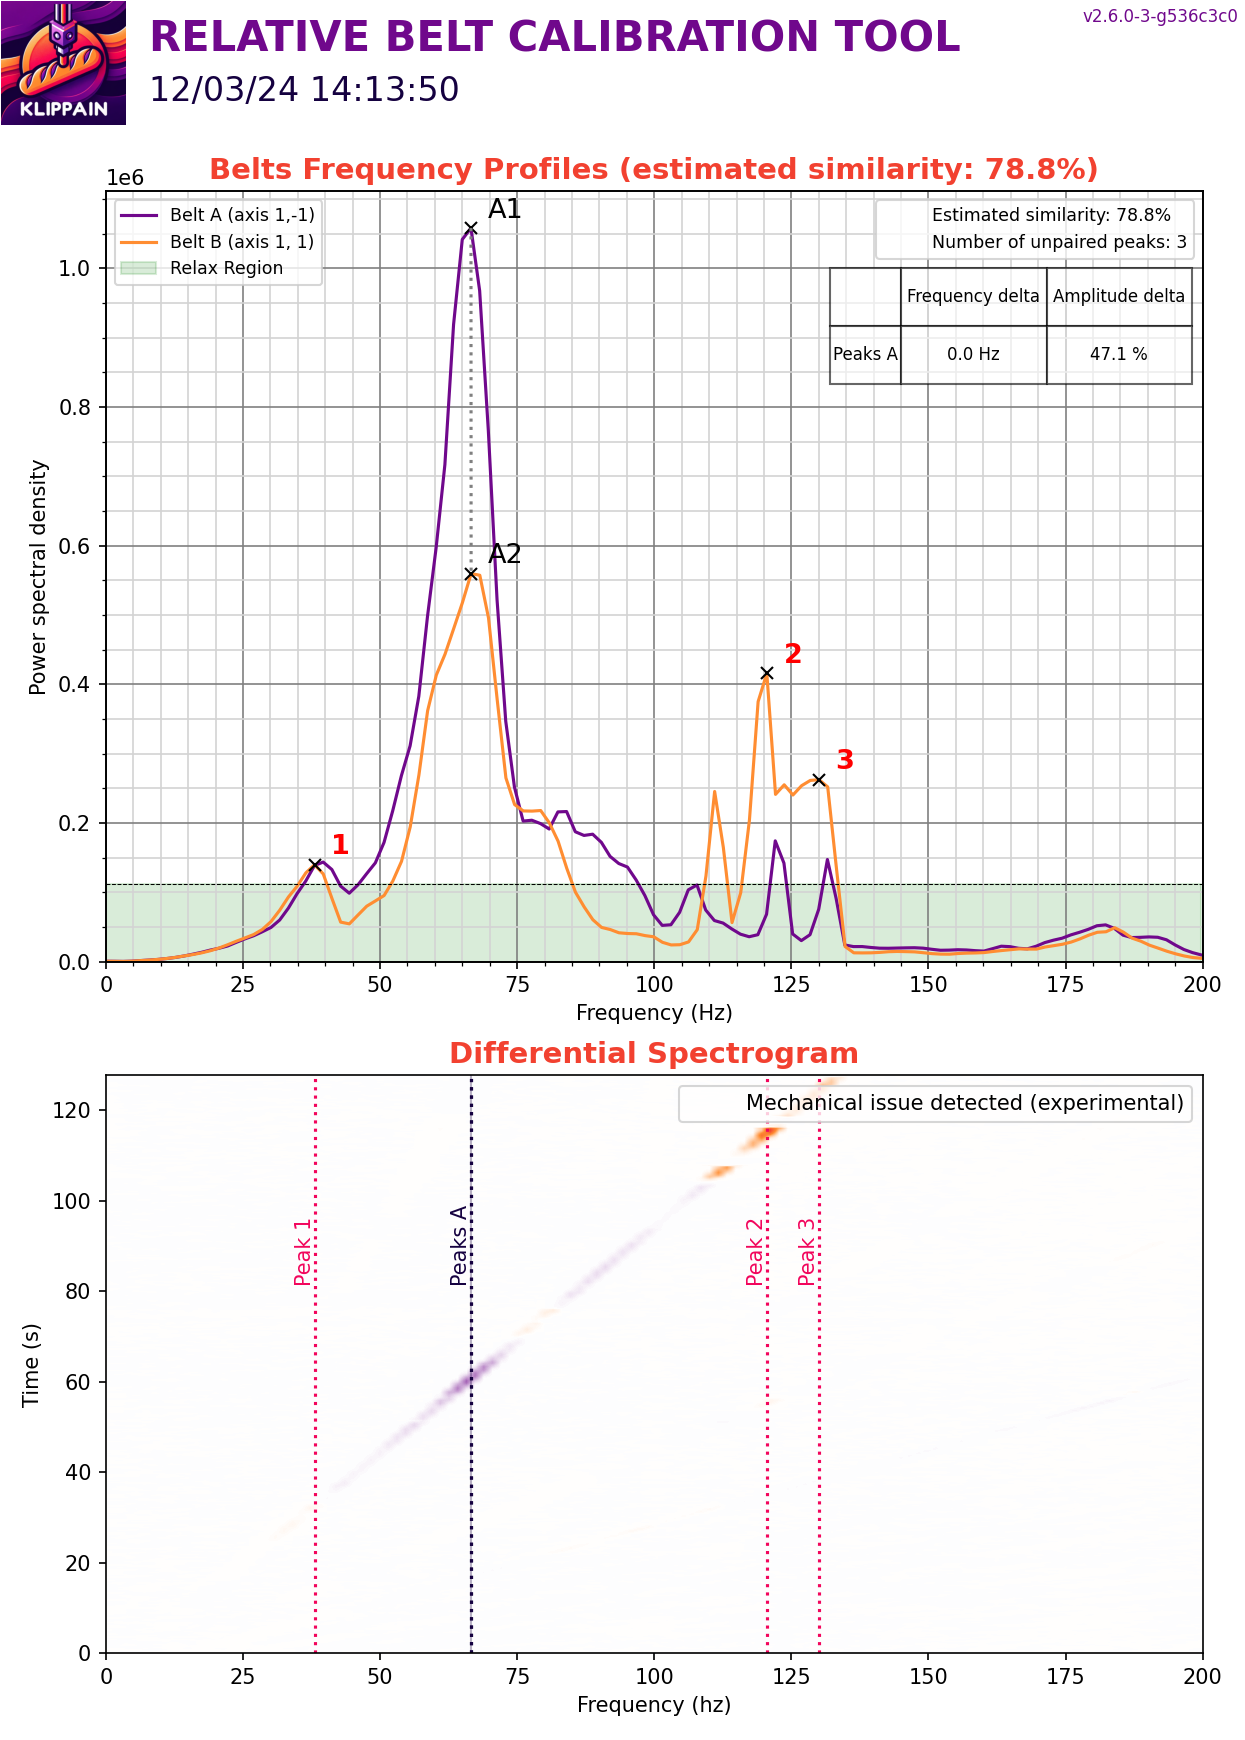 v2.6.0-3-g536c3c0
RELATIVE BELT CALIBRATION TOOL
12/03/24 14:13:50
KLIPPAIN
Belts Frequency Profiles (estimated similarity: 78.8%)
1e6
Belt A (axis 1,-1)
Belt B (axis 1, 1)
Relax Region
Estimated similarity: 78.8%
Number of unpaired peaks: 3
Frequency delta Amplitude delta
Peaks A 0.0 Hz 47.1 %
A1
A2
1
2
3
Power spectral density
1.0
0.8
0.6
0.4
0.2
0.0
0 25 50 75 100 125 150 175 200
Frequency (Hz)
Differential Spectrogram
Mechanical issue detected (experimental)
Peak 1
Peaks A
Peak 2
Peak 3
Time (s)
120
100
80
60
40
20
0
0 25 50 75 100 125 150 175 200
Frequency (hz)